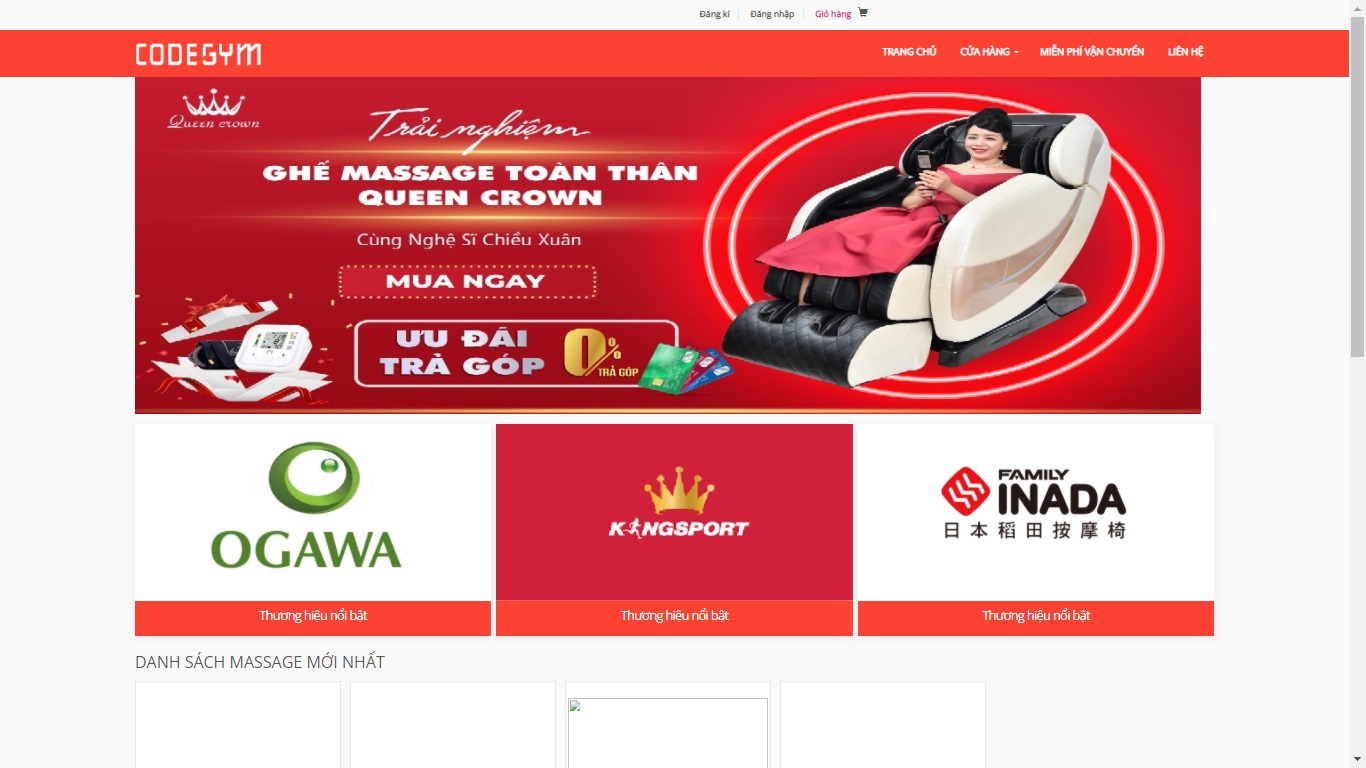 Đăng kí
Đăng nhập
Giỏ hàng
CODEGYM
TRANG CHỦ
CỬA HÀNG
MIỄN PHÍ VẬN CHUYỂN
LIÊN HỆ
Queen crown
Trải nghiệm
GHẾ MASSAGE TOÀN THÂN
QUEEN CROWN
Cùng Nghệ Sĩ Chiều Xuân
MUA NGAY
ƯU ĐÃI
TRẢ GÓP
0%
TRẢ GÓP
OGAWA
KINGSPORT
FAMILY
INADA
日本稲田按摩椅
Thương hiệu nổi bật
Thương hiệu nổi bật
Thương hiệu nổi bật
DANH SÁCH MASSAGE MỚI NHẤT